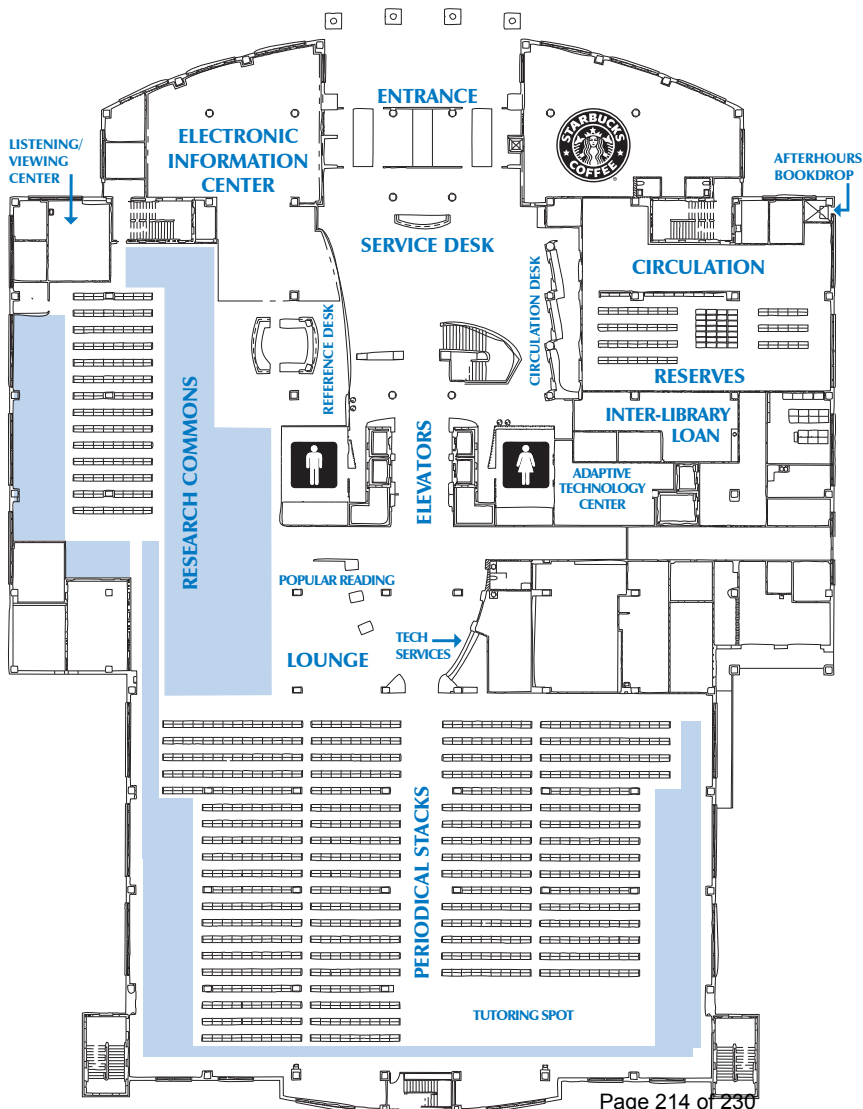 ENTRANCE
STARBUCKS
COFFEE
ELECTRONIC
INFORMATION
CENTER
LISTENING/
VIEWING
CENTER
AFTERHOURS
BOOKDROP
SERVICE DESK
CIRCULATION
CIRCULATION DESK
REFERENCE DESK
RESERVES
RESEARCH COMMONS
INTER-LIBRARY
LOAN
ELEVATORS
ADAPTIVE
TECHNOLOGY
CENTER
POPULAR READING
TECH
SERVICES
LOUNGE
PERIODICAL STACKS
TUTORING SPOT
Page 214 of 230